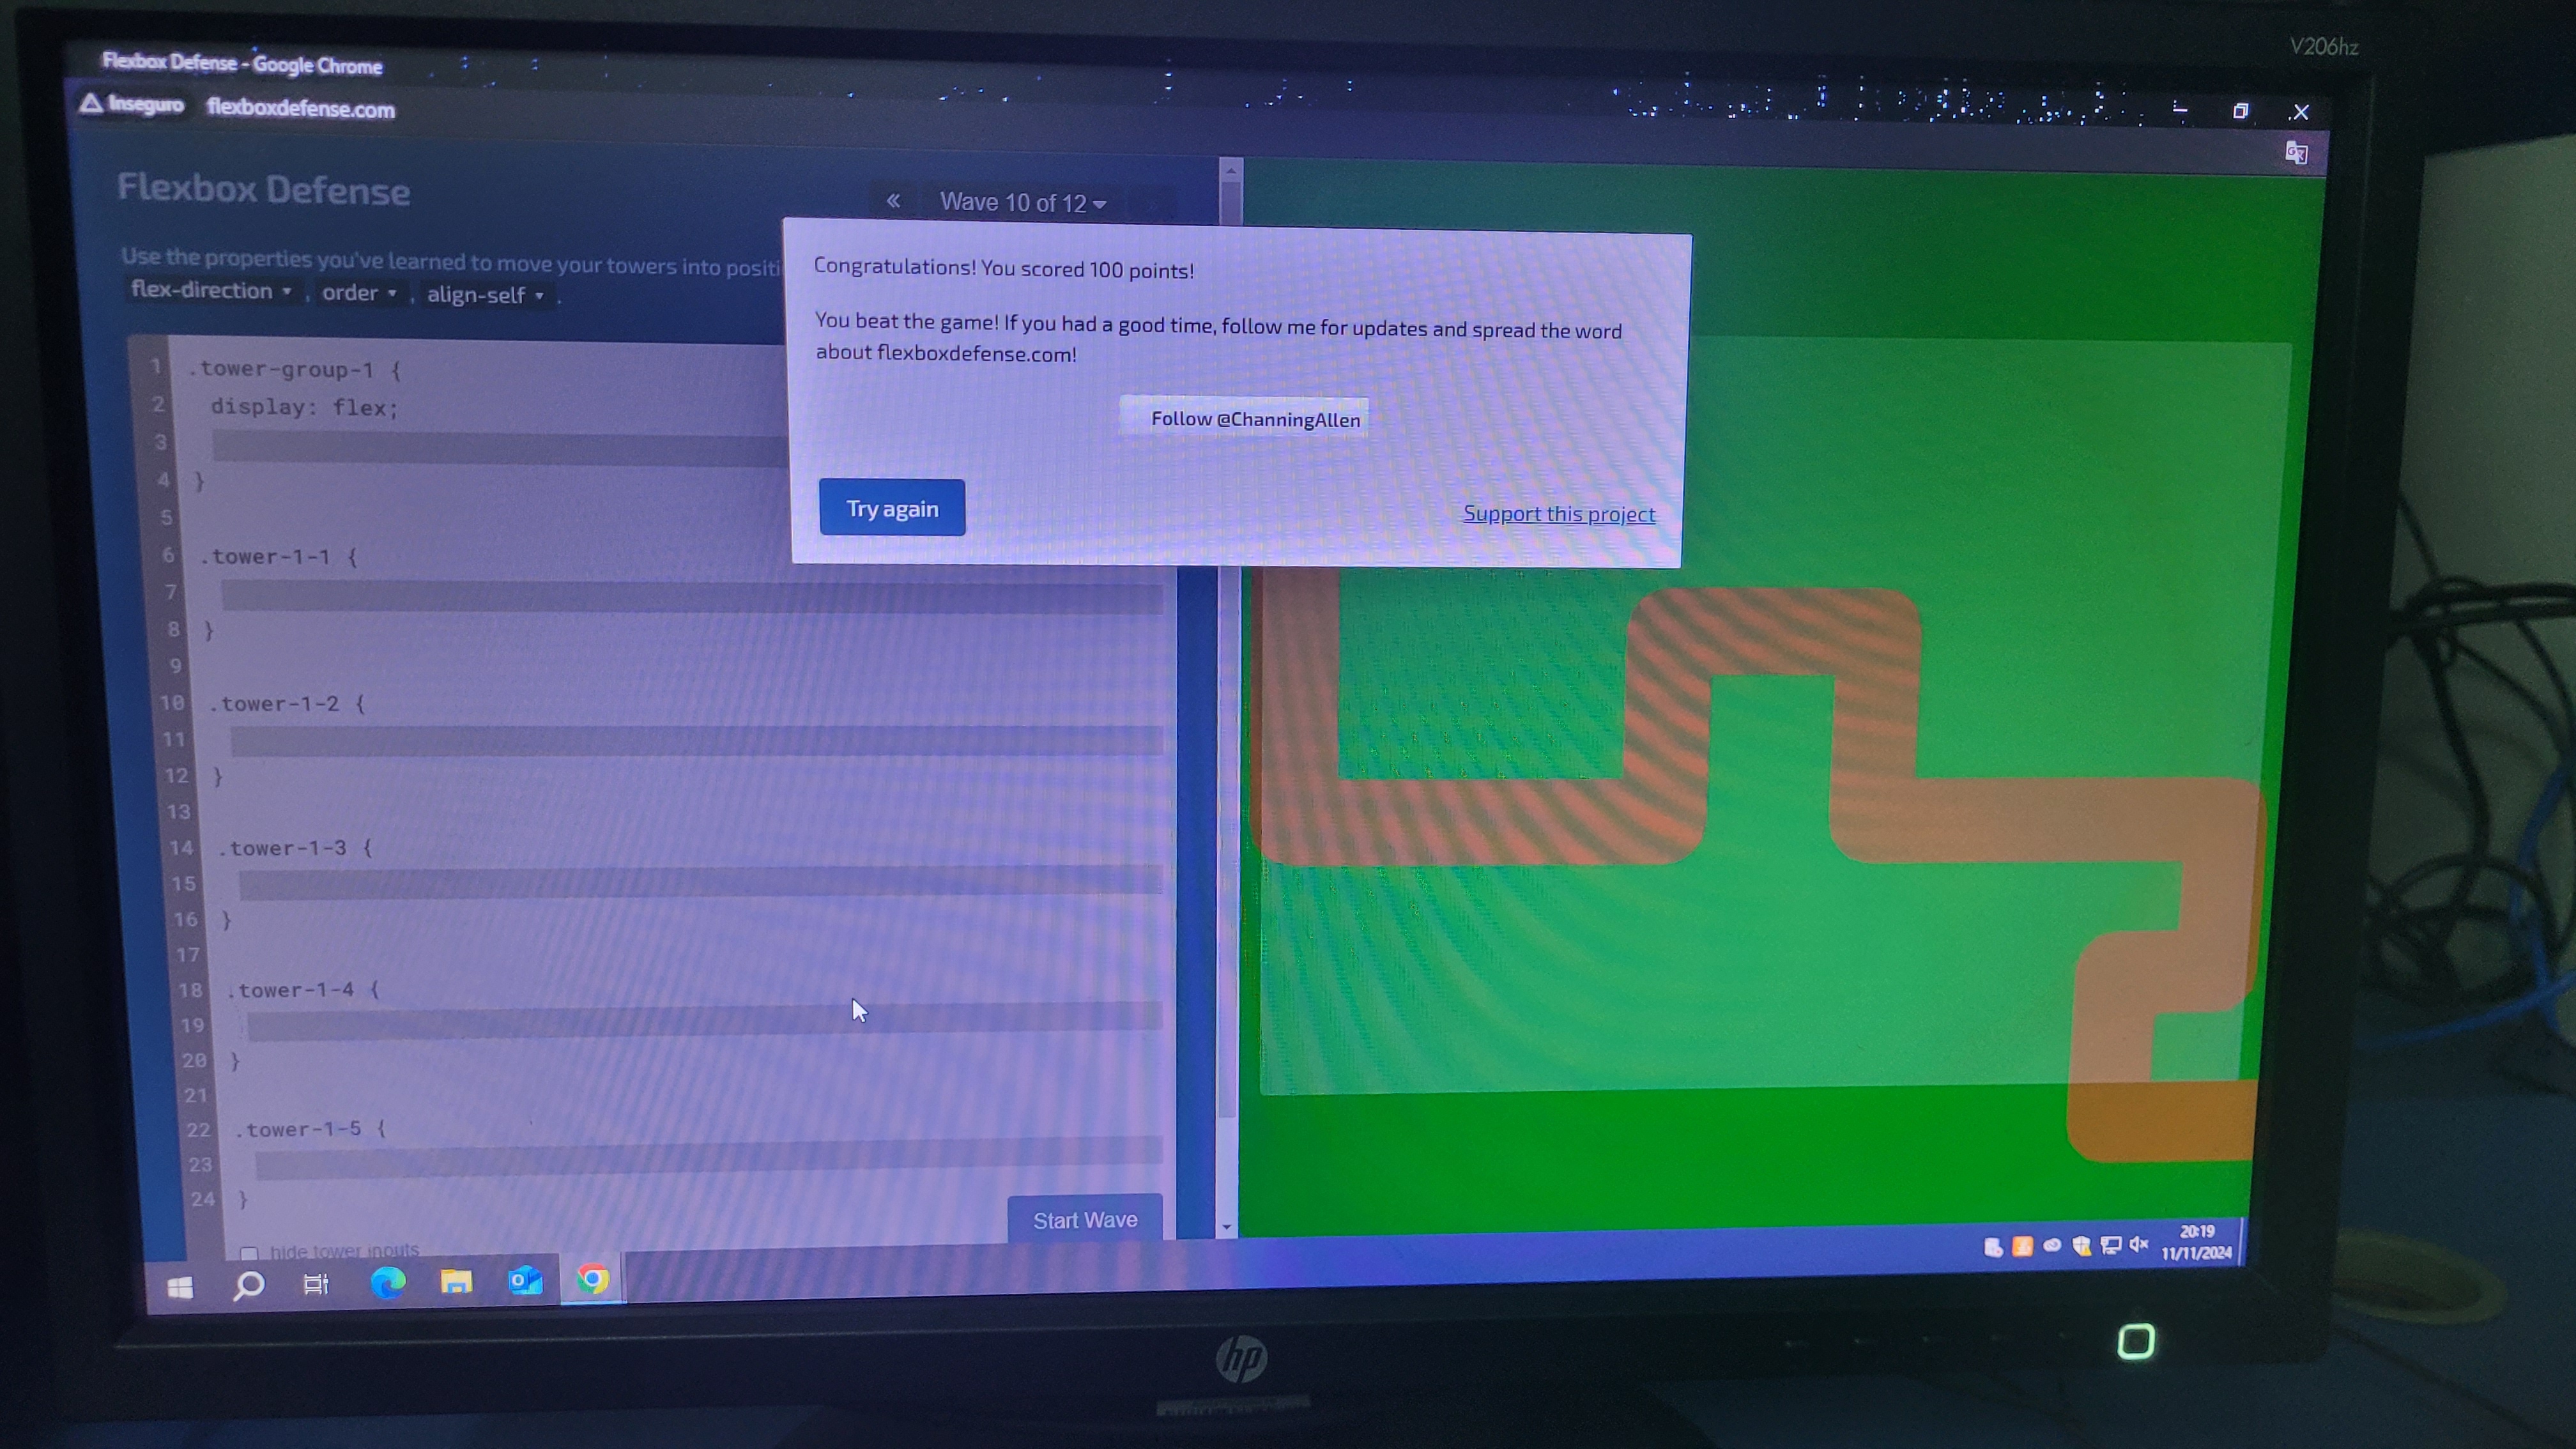 V206hz
Flexbox Defense - Google Chrome
Inseguro flexboxdefense.com
Flexbox Defense
« Wave 10 of 12
Use the properties you've learned to move your towers into positi
flex-direction , order , align-self .
Congratulations! You scored 100 points!
You beat the game! If you had a good time, follow me for updates and spread the word
about flexboxdefense.com!
Follow @ChanningAllen
Try again
Support this project
1 .tower-group-1 {
2 display: flex;
3
4 }
5
6 .tower-1-1 {
7
8 }
9
10 .tower-1-2 {
11
12 }
13
14 .tower-1-3 {
15
16 }
17
18 .tower-1-4 {
19
20 }
21
22 .tower-1-5 {
23
24 }
Start Wave
hide tower inputs
20:19
11/11/2024
hp